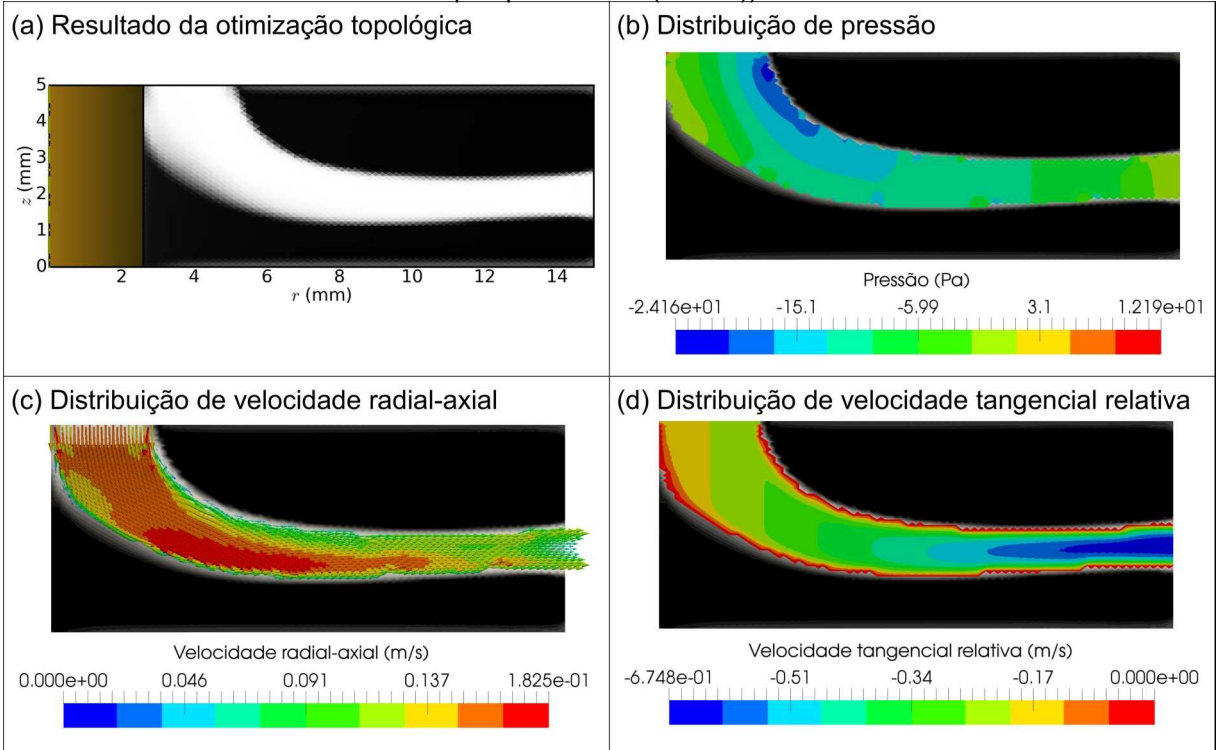 (a) Resultado da otimização topológica
5
4
3
2
1
0
z (mm)
2 4 6 8 10 12 14
r (mm)
(b) Distribuição de pressão
Pressão (Pa)
-2.416e+01 -15.1 -5.99 3.1 1.219e+01
(c) Distribuição de velocidade radial-axial
Velocidade radial-axial (m/s)
0.000e+00 0.046 0.091 0.137 1.825e-01
(d) Distribuição de velocidade tangencial relativa
Velocidade tangencial relativa (m/s)
-6.748e-01 -0.51 -0.34 -0.17 0.000e+00